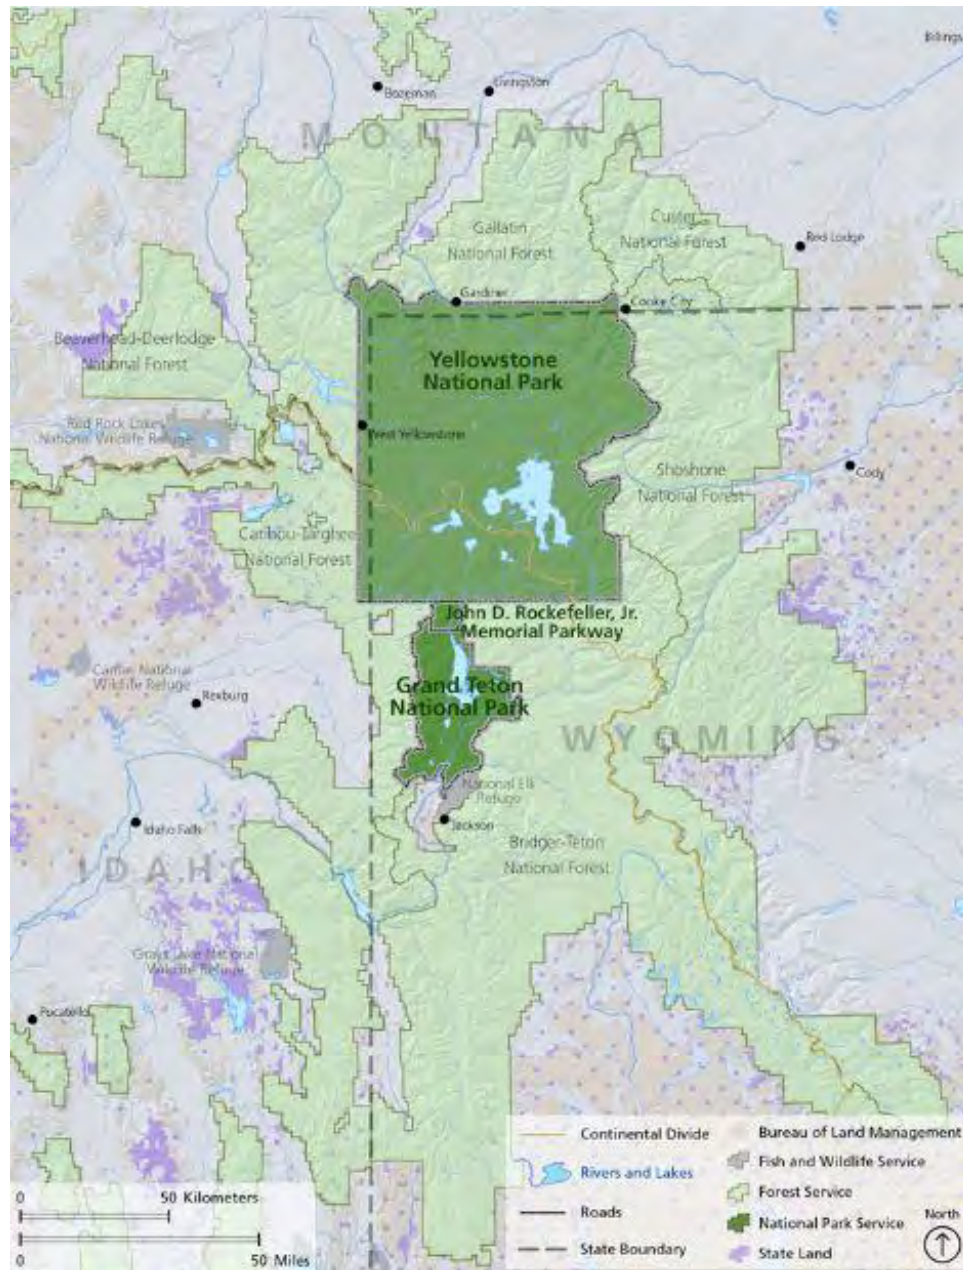 Billings
Bozeman
Livingston
MONTANA
Gallatin
National Forest
Custer
National Forest
Red Lodge
Gardiner
Cooke City
Beaverhead-Deerlodge
National Forest
Yellowstone
National Park
Red Rock Lakes
National Wildlife Refuge
West Yellowstone
Shoshone
National Forest
Cody
Caribou-Targhee
National Forest
John D. Rockefeller, Jr.
Memorial Parkway
Camas National
Wildlife Refuge
Rexburg
Grand Teton
National Park
WYOMING
National Elk
Refuge
Jackson
Idaho Falls
Bridger-Teton
National Forest
IDAHO
Grays Lake National
Wildlife Refuge
Pocatello
0 50 Kilometers
0 50 Miles
Continental Divide
Rivers and Lakes
Roads
State Boundary
Bureau of Land Management
Fish and Wildlife Service
Forest Service
National Park Service
State Land
North